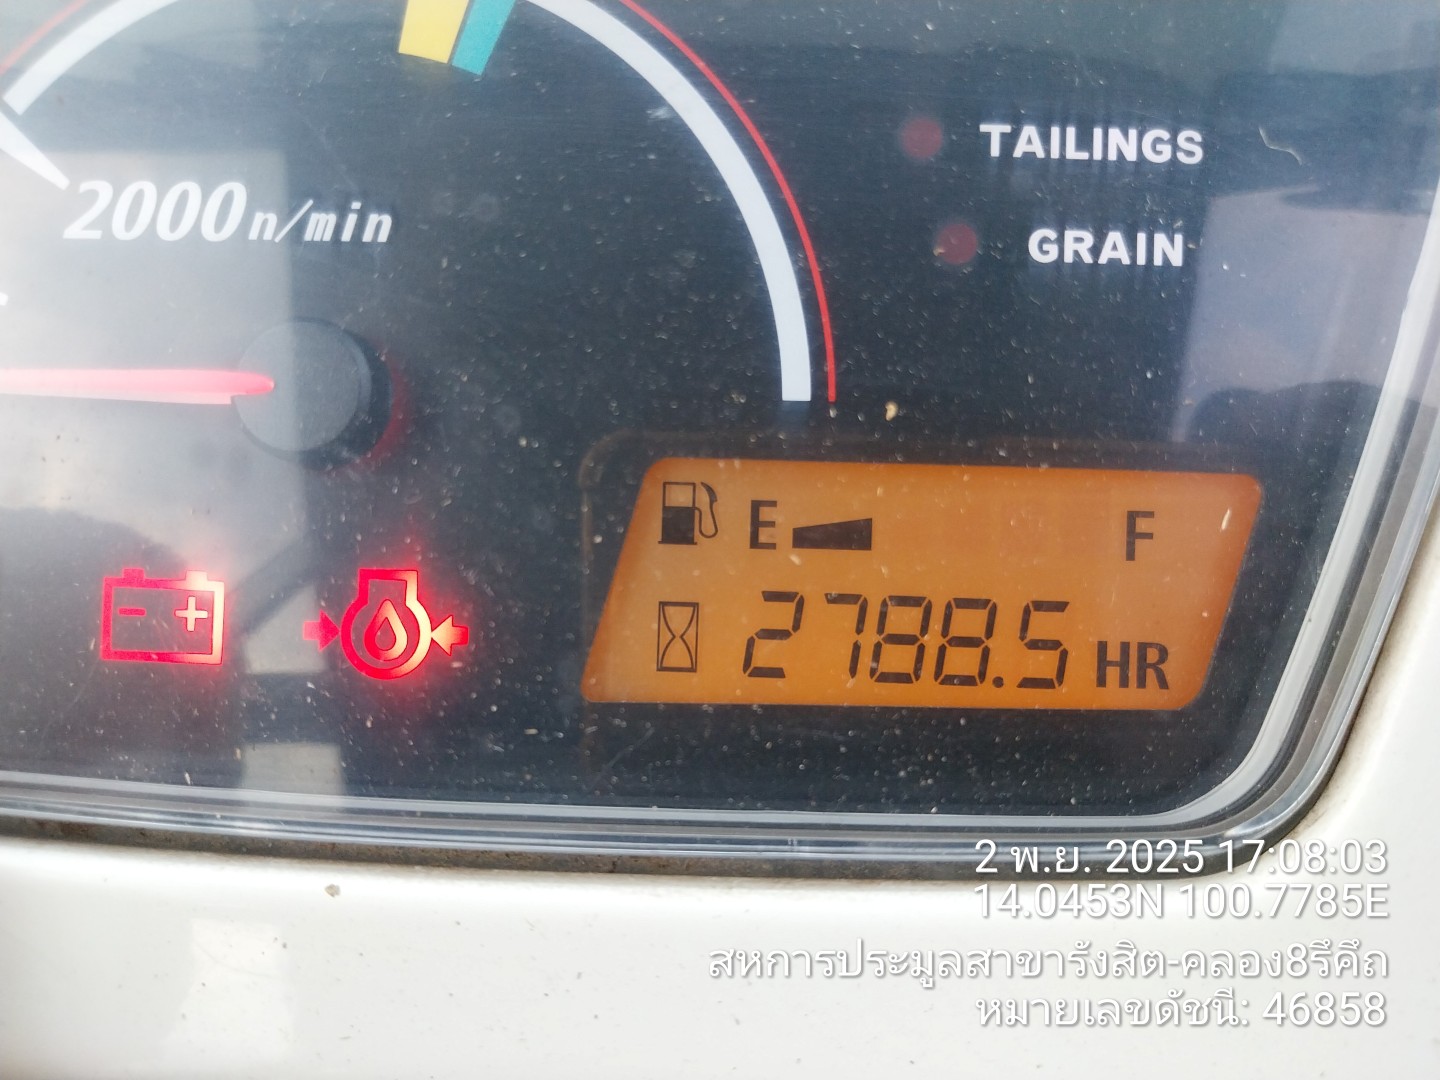 TAILINGS
2000n/min
GRAIN
E F
2788.5 HR
2 พ.ย. 2025 17:08:03
14.0453N 100.7785E
สหการประมูลสาขารังสิต-คลอง8รึคึถ
หมายเลขดัชนี: 46858